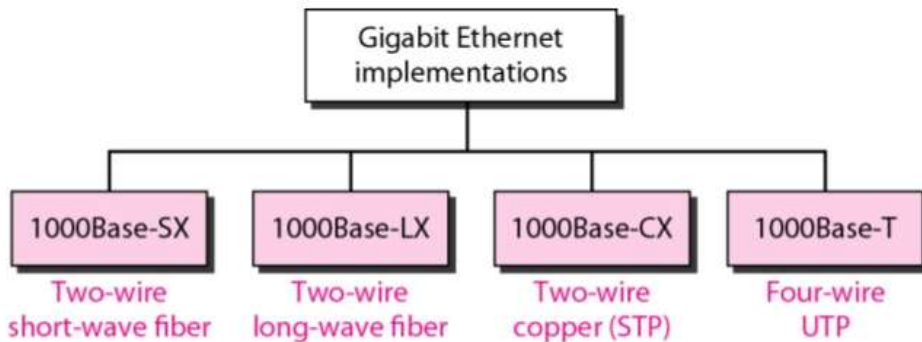 Gigabit Ethernet
implementations
1000Base-SX
1000Base-LX
1000Base-CX
1000Base-T
Two-wire
short-wave fiber
Two-wire
long-wave fiber
Two-wire
copper (STP)
Four-wire
UTP